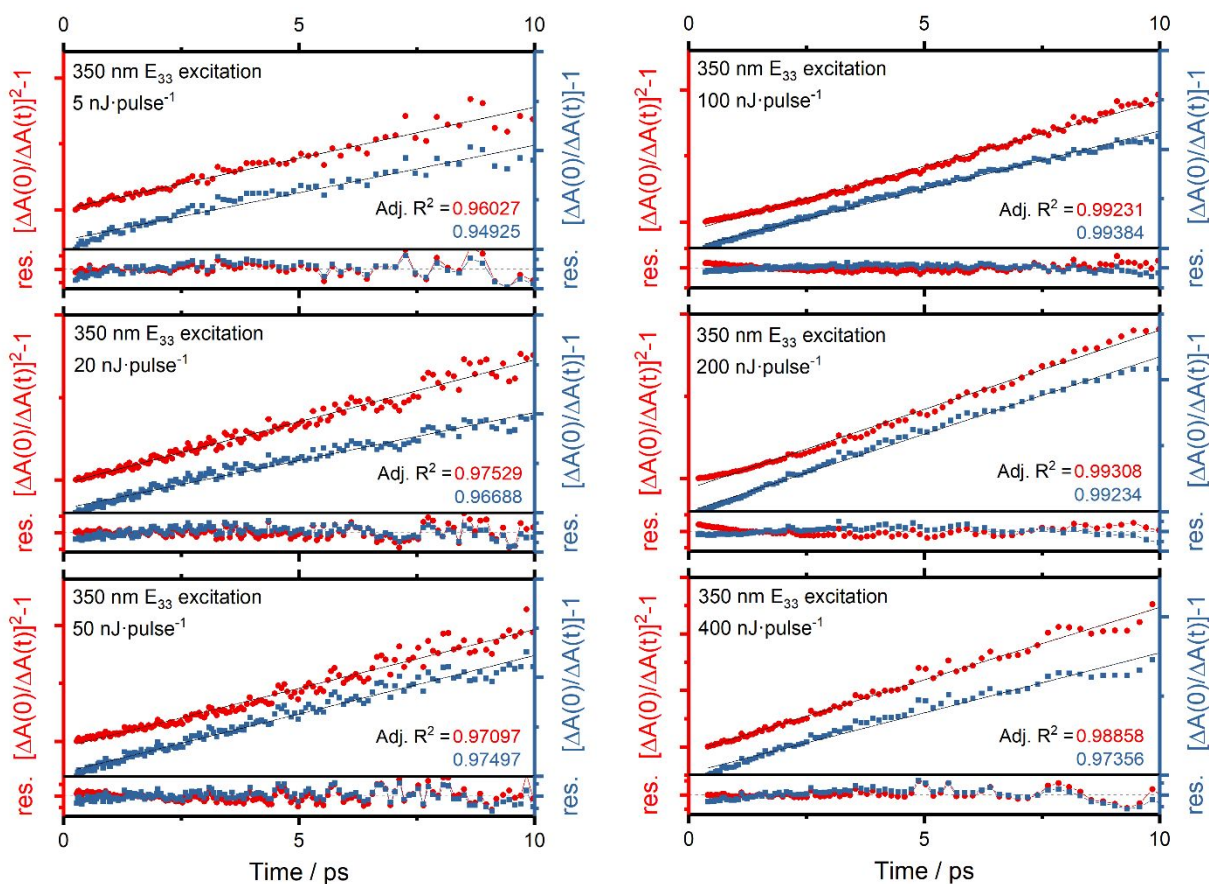 0 5 10
0 5 10
350 nm E₃₃ excitation
5 nJ·pulse⁻¹
Adj. R² = 0.96027
0.94925
[ΔA(0)/ΔA(t)]²-1
[ΔA(0)/ΔA(t)]-1
res.
res.
350 nm E₃₃ excitation
100 nJ·pulse⁻¹
Adj. R² = 0.99231
0.99384
[ΔA(0)/ΔA(t)]²-1
[ΔA(0)/ΔA(t)]-1
res.
res.
350 nm E₃₃ excitation
20 nJ·pulse⁻¹
Adj. R² = 0.97529
0.96688
[ΔA(0)/ΔA(t)]²-1
[ΔA(0)/ΔA(t)]-1
res.
res.
350 nm E₃₃ excitation
200 nJ·pulse⁻¹
Adj. R² = 0.99308
0.99234
[ΔA(0)/ΔA(t)]²-1
[ΔA(0)/ΔA(t)]-1
res.
res.
350 nm E₃₃ excitation
50 nJ·pulse⁻¹
Adj. R² = 0.97097
0.97497
[ΔA(0)/ΔA(t)]²-1
[ΔA(0)/ΔA(t)]-1
res.
res.
350 nm E₃₃ excitation
400 nJ·pulse⁻¹
Adj. R² = 0.98858
0.97356
[ΔA(0)/ΔA(t)]²-1
[ΔA(0)/ΔA(t)]-1
res.
res.
0 5 10
Time / ps
0 5 10
Time / ps